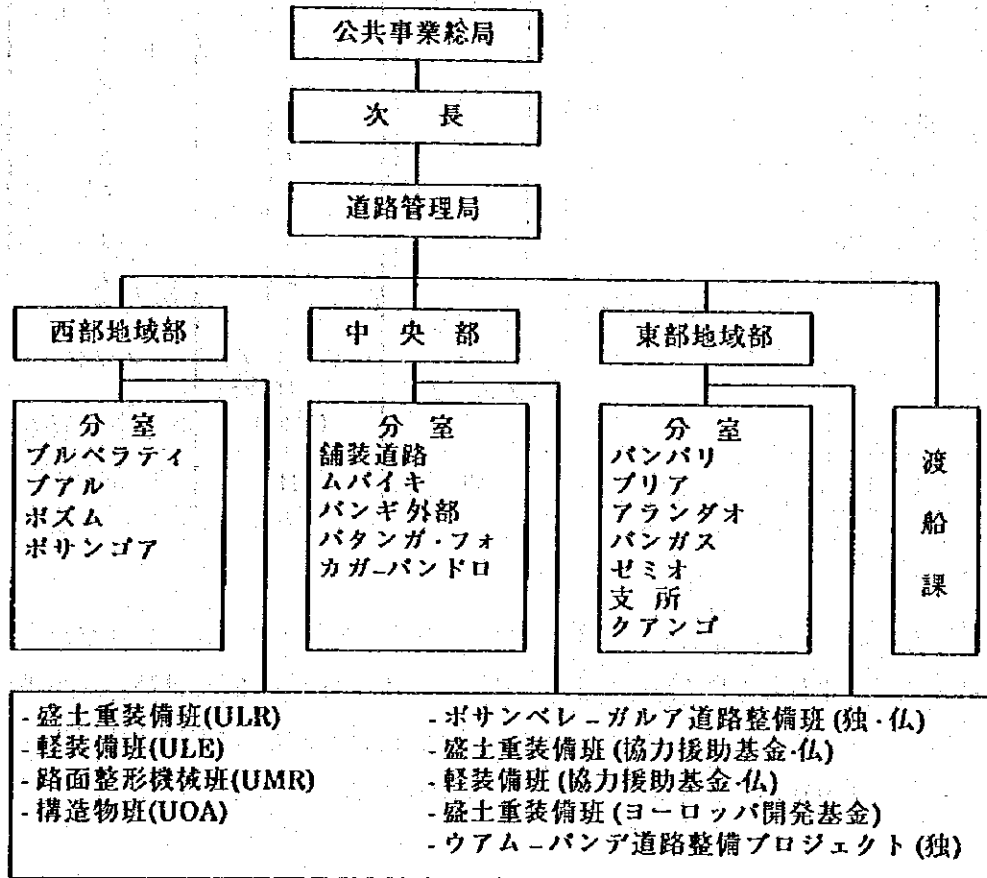 公共事業総局
次 長
道路管理局
西部地域部
中 央 部
東部地域部
分 室
ブルベラティ
ブアル
ボズム
ボサンゴア
分 室
舗装道路
ムバイキ
バンギ外部
バタンガ・フォ
カガ-バンドロ
分 室
バンバリ
ブリア
アランダオ
バンガス
ゼミオ
支 所
クアンゴ
渡
船
課
- 盛土重装備班(ULR)
- 軽装備班(ULE)
- 路面整形機械班(UMR)
- 構造物班(UOA)
- ボサンベレ-ガルア道路整備班 (独・仏)
- 盛土重装備班 (協力援助基金・仏)
- 軽装備班 (協力援助基金・仏)
- 盛土重装備班 (ヨーロッパ開発基金)
- ウアム-バンデ道路整備プロジェクト (独)